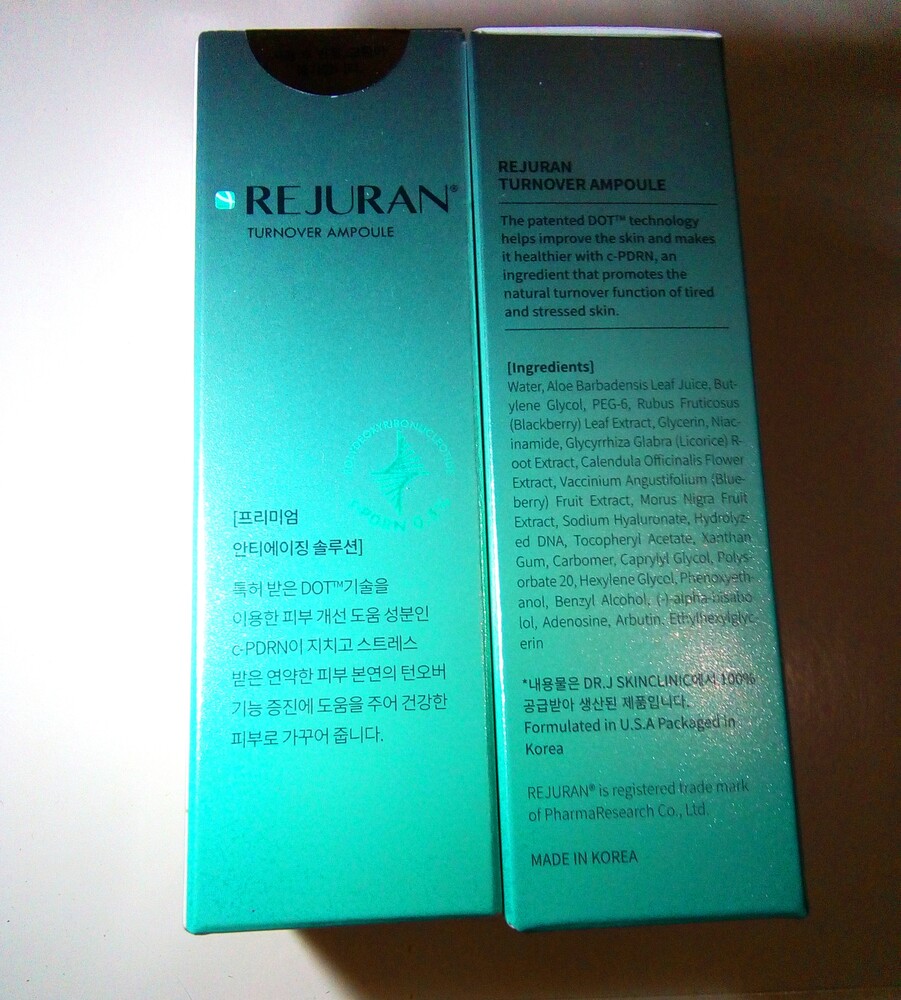 REJURAN®
TURNOVER AMPOULE
[프리미엄
안티에이징 솔루션]
특허 받은 DOT™기술을
이용한 피부 개선 도움 성분인
c-PDRN이 지치고 스트레스
받은 연약한 피부 본연의 턴오버
기능 증진에 도움을 주어 건강한
피부로 가꾸어 줍니다.
REJURAN
TURNOVER AMPOULE
The patented DOT™ technology
helps improve the skin and makes
it healthier with c-PDRN, an
ingredient that promotes the
natural turnover function of tired
and stressed skin.
[Ingredients]
Water, Aloe Barbadensis Leaf Juice, But-
ylene Glycol, PEG-6, Rubus Fruticosus
(Blackberry) Leaf Extract, Glycerin, Niac-
inamide, Glycyrrhiza Glabra (Licorice) R-
oot Extract, Calendula Officinalis Flower
Extract, Vaccinium Angustifolium (Blue-
berry) Fruit Extract, Morus Nigra Fruit
Extract, Sodium Hyaluronate, Hydrolyz-
ed DNA, Tocopheryl Acetate, Xanthan
Gum, Carbomer, Caprylyl Glycol, Polys-
orbate 20, Hexylene Glycol, Phenoxyeth-
anol, Benzyl Alcohol, (-)-alpha-bisabo
lol, Adenosine, Arbutin, Ethylhexylglyc-
erin
*내용물은 DR.J SKINCLINIC에서 100%
공급받아 생산된 제품입니다.
Formulated in U.S.A Packaged in
Korea
REJURAN® is registered trade mark
of PharmaResearch Co., Ltd.
MADE IN KOREA